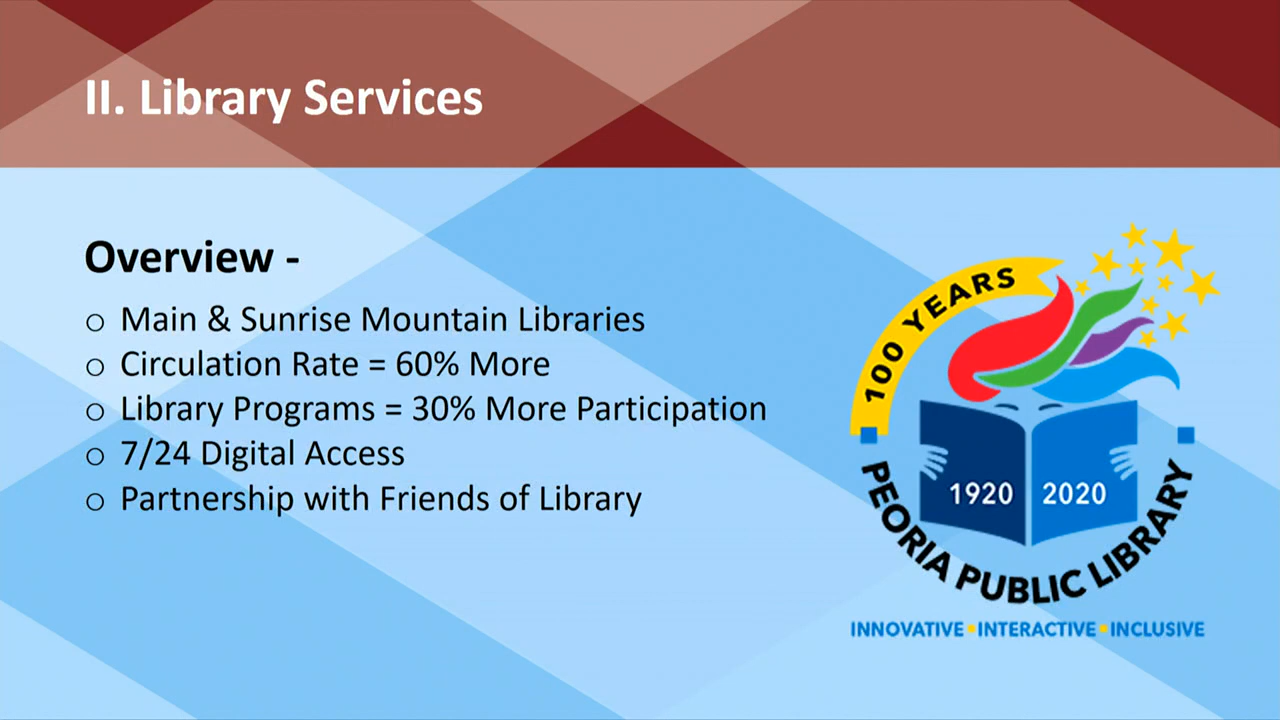 II. Library Services
Overview -
o Main & Sunrise Mountain Libraries
o Circulation Rate = 60% More
o Library Programs = 30% More Participation
o 7/24 Digital Access
o Partnership with Friends of Library
100 YEARS
1920 2020
PEORIA PUBLIC LIBRARY
INNOVATIVE • INTERACTIVE • INCLUSIVE